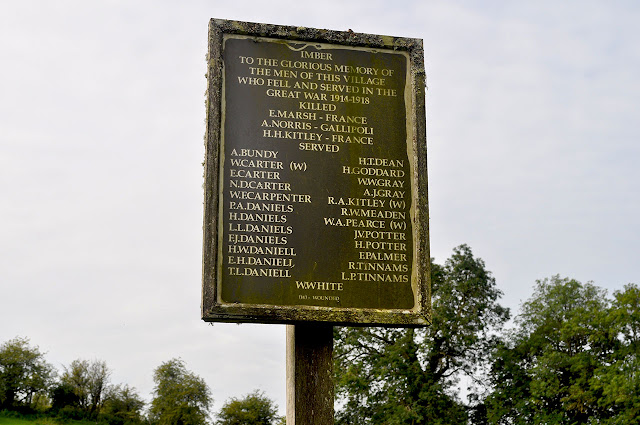 IMBER
TO THE GLORIOUS MEMORY OF
THE MEN OF THIS VILLAGE
WHO FELL AND SERVED IN THE
GREAT WAR 1914-1918
KILLED
E.MARSH - FRANCE
A.NORRIS - GALLIPOLI
H.H.KITLEY - FRANCE
SERVED
A.BUNDY
W.CARTER (W)
E.CARTER
N.D.CARTER
W.F.CARPENTER
P.A.DANIELS
H.DANIELS
L.L.DANIELS
F.J.DANIELS
H.W.DANIELL
E.H.DANIELL
T.L.DANIELL
H.T.DEAN
H.GODDARD
W.W.GRAY
A.J.GRAY
R.A.KITLEY (W)
R.W.MEADEN
W.A.PEARCE (W)
J.V.POTTER
H.POTTER
F.PALMER
R.TINNAMS
L.P.TINNAMS
W.WHITE
(W) - WOUNDED